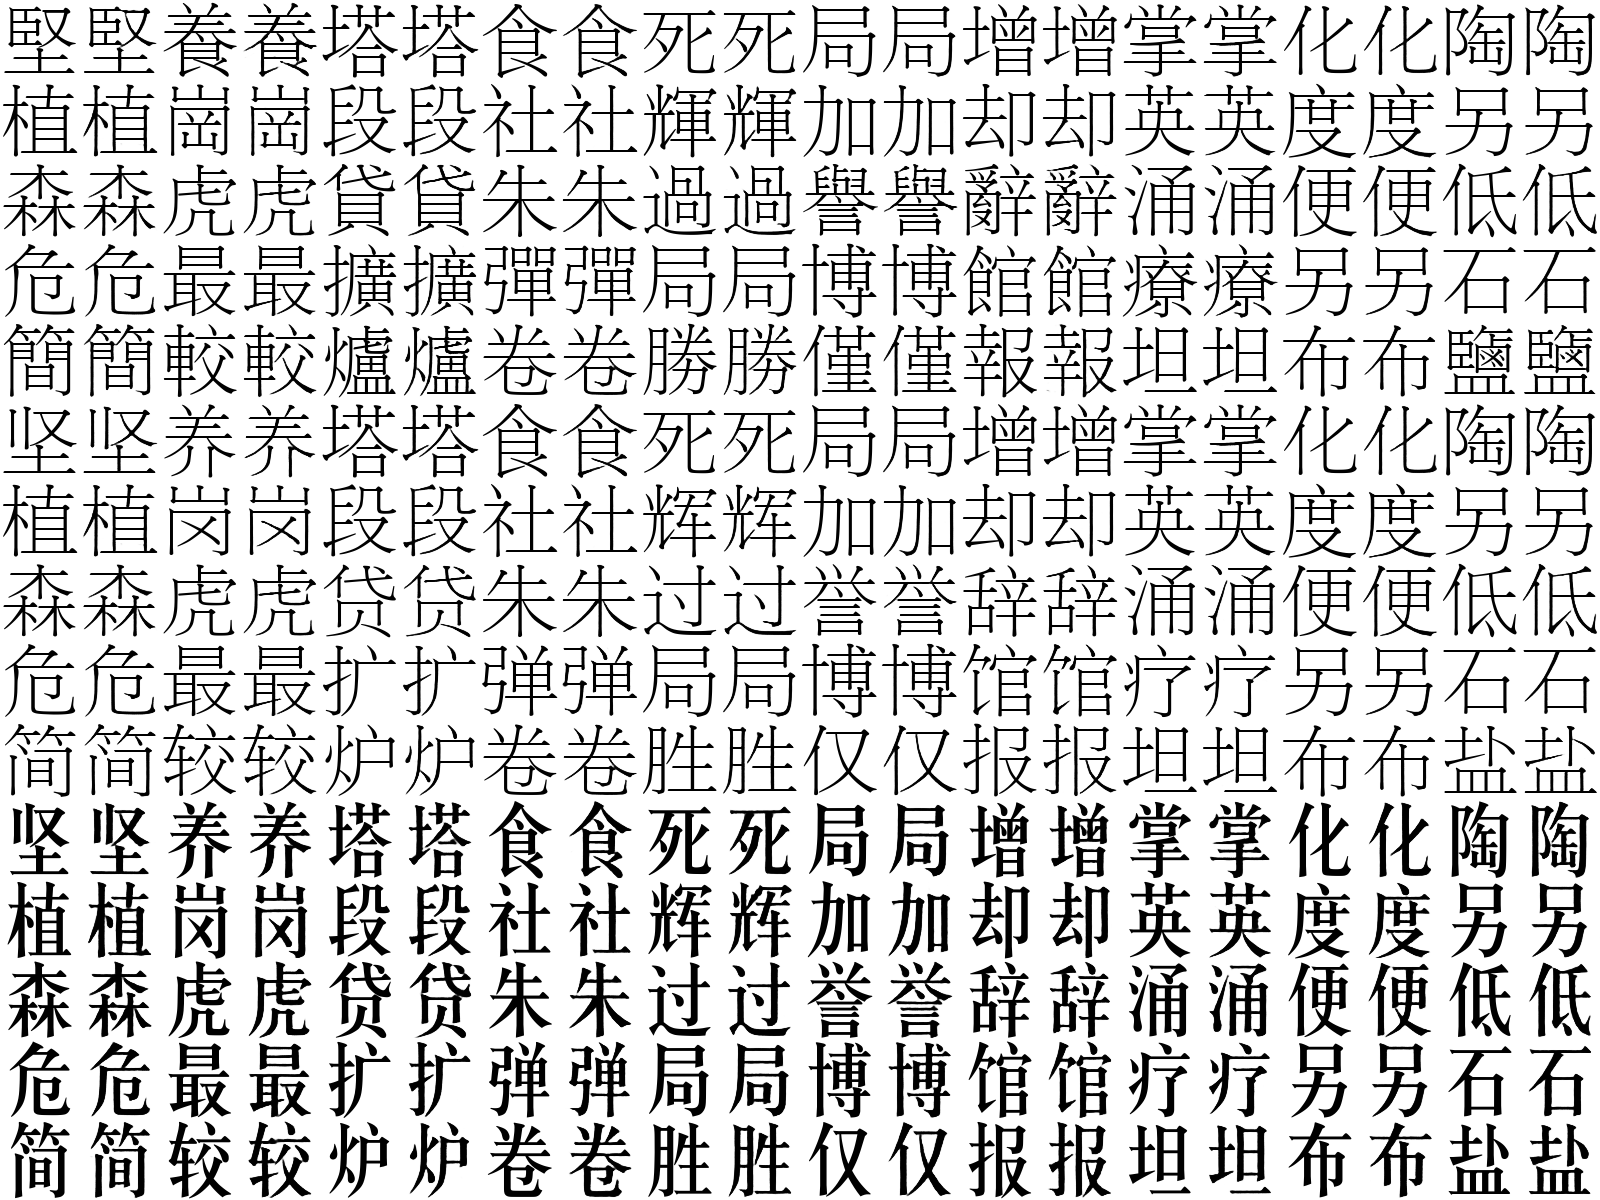 堅堅養養塔塔食食死死局局增增掌掌化化陶陶
植植崗崗段段社社輝輝加加却却英英度度另另
森森虎虎貸貸朱朱過過譽譽辭辭涌涌便便低低
危危最最擴擴彈彈局局博博館館療療另另石石
簡簡較較爐爐卷卷勝勝僅僅報報坦坦布布鹽鹽
坚坚养养塔塔食食死死局局增增掌掌化化陶陶
植植岗岗段段社社辉辉加加却却英英度度另另
森森虎虎贷贷朱朱过过誉誉辞辞涌涌便便低低
危危最最扩扩弹弹局局博博馆馆疗疗另另石石
简简较较炉炉卷卷胜胜仅仅报报坦坦布布盐盐
坚坚养养塔塔食食死死局局增增掌掌化化陶陶
植植岗岗段段社社辉辉加加却却英英度度另另
森森虎虎贷贷朱朱过过誉誉辞辞涌涌便便低低
危危最最扩扩弹弹局局博博馆馆疗疗另另石石
简简较较炉炉卷卷胜胜仅仅报报坦坦布布盐盐